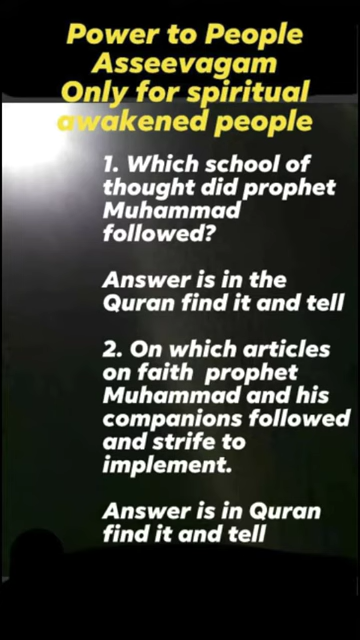 Power to People
Asseevagam
Only for spiritual
awakened people
1. Which school of
thought did prophet
Muhammad
followed?
Answer is in the
Quran find it and tell
2. On which articles
on faith prophet
Muhammad and his
companions followed
and strife to
implement.
Answer is in Quran
find it and tell